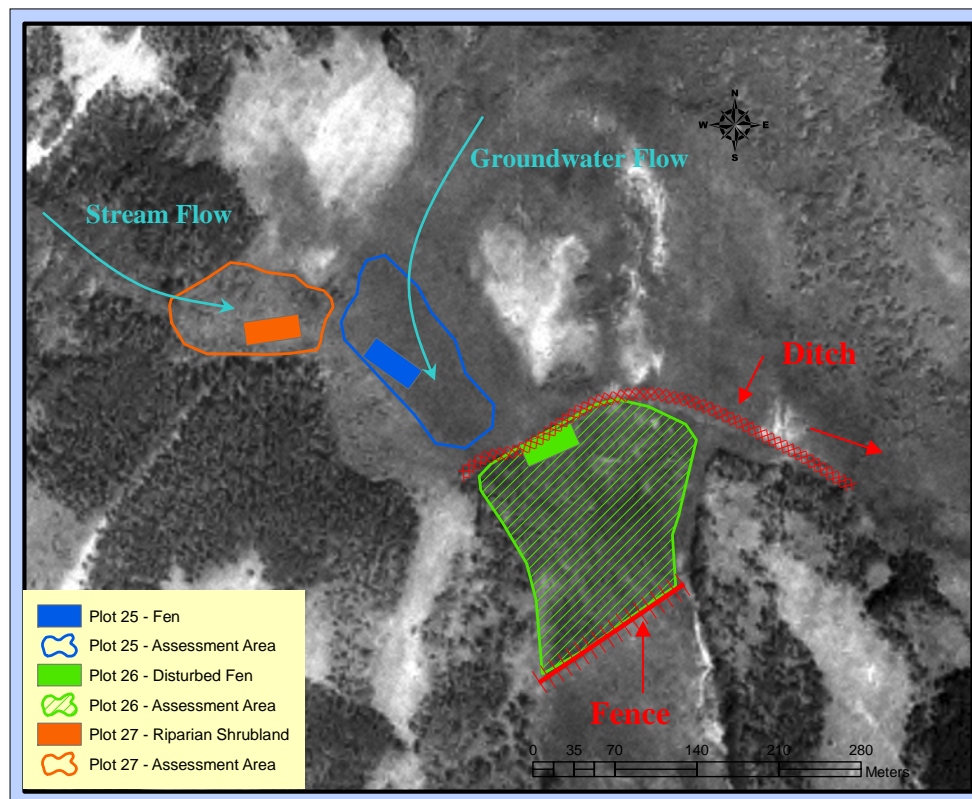 N
W E
S
Groundwater Flow
Stream Flow
Ditch
Fence
Plot 25 - Fen
Plot 25 - Assessment Area
Plot 26 - Disturbed Fen
Plot 26 - Assessment Area
Plot 27 - Riparian Shrubland
Plot 27 - Assessment Area
0 35 70 140 210 280
Meters